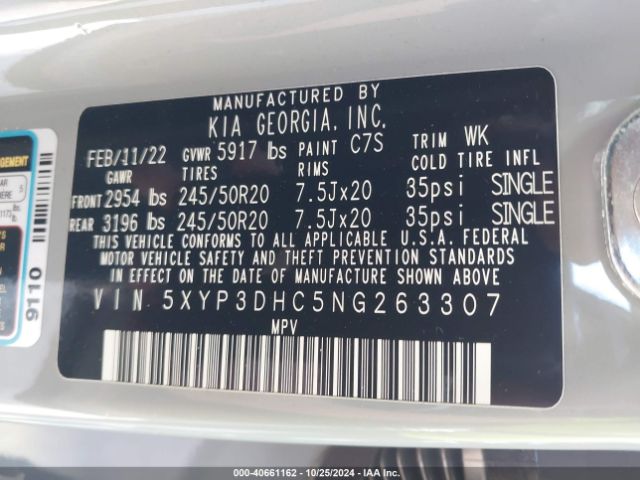 MANUFACTURED BY
KIA GEORGIA, INC.
FEB/11/22 GVWR 5917 lbs PAINT C7S TRIM WK
GAWR TIRES RIMS COLD TIRE INFL
FRONT 2954 lbs 245/50R20 7.5Jx20 35psi SINGLE
REAR 3196 lbs 245/50R20 7.5Jx20 35psi SINGLE
THIS VEHICLE CONFORMS TO ALL APPLICABLE U.S.A. FEDERAL
MOTOR VEHICLE SAFETY AND THEFT PREVENTION STANDARDS
IN EFFECT ON THE DATE OF MANUFACTURE SHOWN ABOVE.
VIN 5XYP3DHC5NG263307
MPV
9110
000-40661162 - 10/25/2024 - IAA Inc.